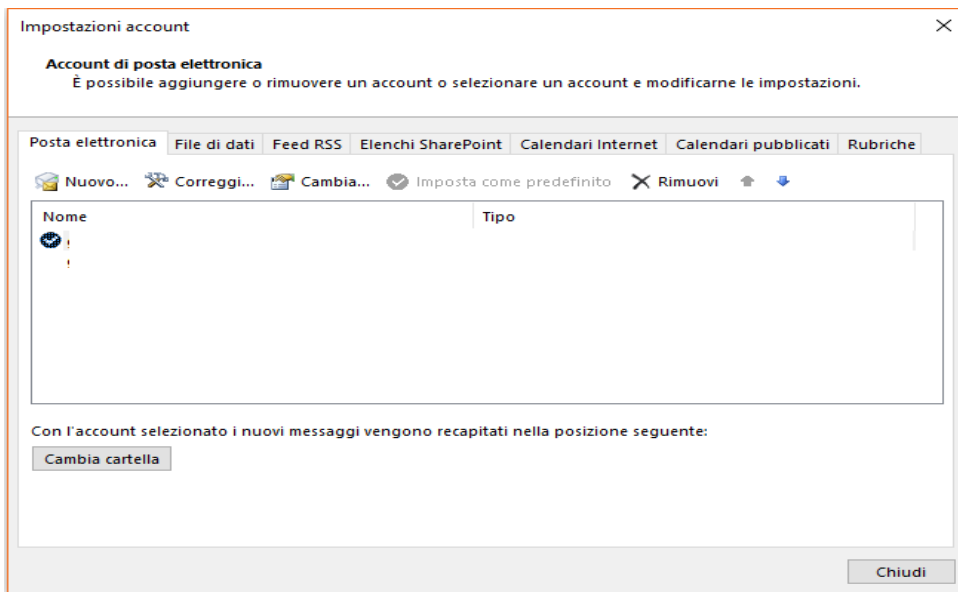 Impostazioni account
Account di posta elettronica
È possibile aggiungere o rimuovere un account o selezionare un account e modificarne le impostazioni.
Posta elettronica File di dati Feed RSS Elenchi SharePoint Calendari Internet Calendari pubblicati Rubriche
Nuovo... Correggi... Cambia... Imposta come predefinito Rimuovi
Nome Tipo
Con l'account selezionato i nuovi messaggi vengono recapitati nella posizione seguente:
Cambia cartella
Chiudi